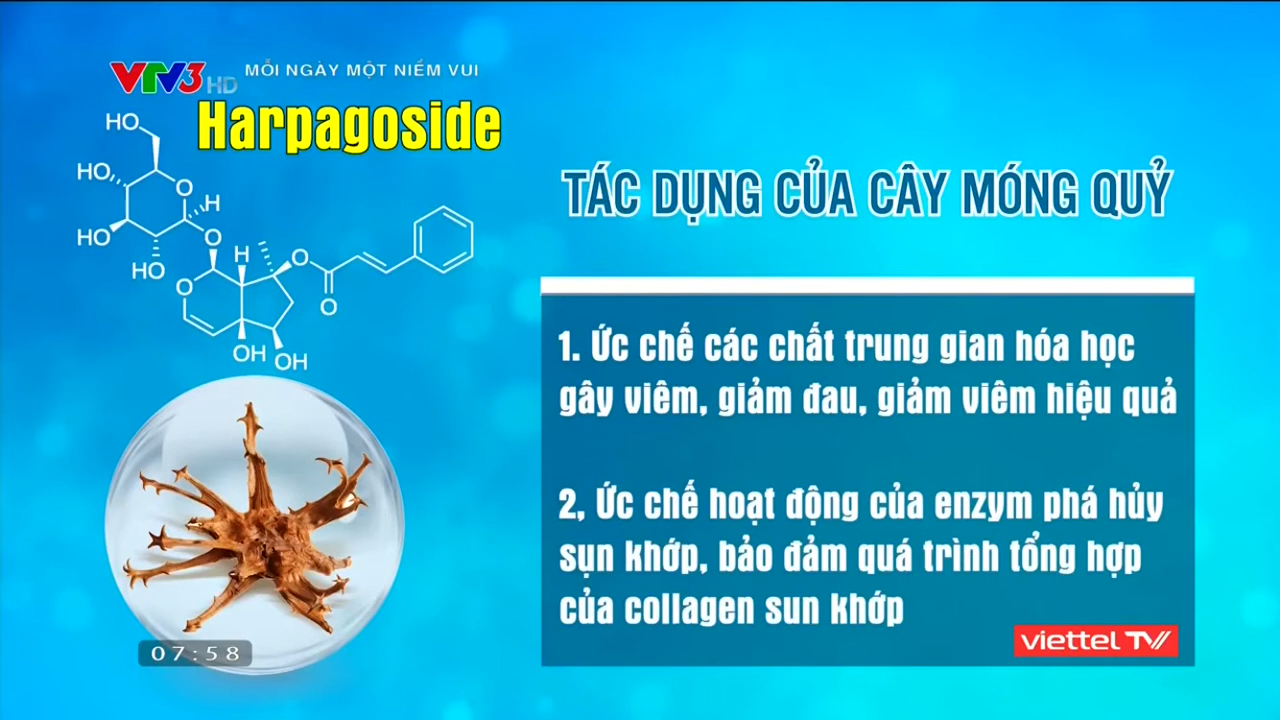 VTV3 HD
MỖI NGÀY MỘT NIỀM VUI
Harpagoside
HO
HO
O
H
HO
O
HO
H
O
O
O
OH
OH
TÁC DỤNG CỦA CÂY MÓNG QUỶ
1. Ức chế các chất trung gian hóa học
gây viêm, giảm đau, giảm viêm hiệu quả
2, Ức chế hoạt động của enzym phá hủy
sụn khớp, bảo đảm quá trình tổng hợp
của collagen sun khớp
07:58
viettel TV